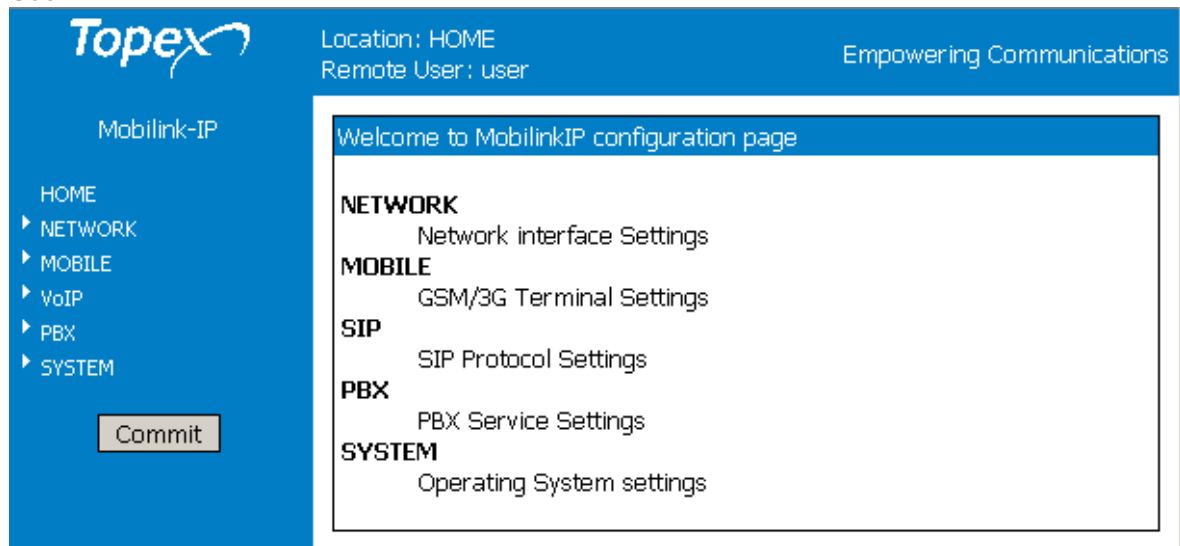 Topex
Location: HOME
Remote User: user
Empowering Communications
Mobilink-IP
HOME
NETWORK
MOBILE
VoIP
PBX
SYSTEM
Commit
Welcome to MobilinkIP configuration page
NETWORK
Network interface Settings
MOBILE
GSM/3G Terminal Settings
SIP
SIP Protocol Settings
PBX
PBX Service Settings
SYSTEM
Operating System settings